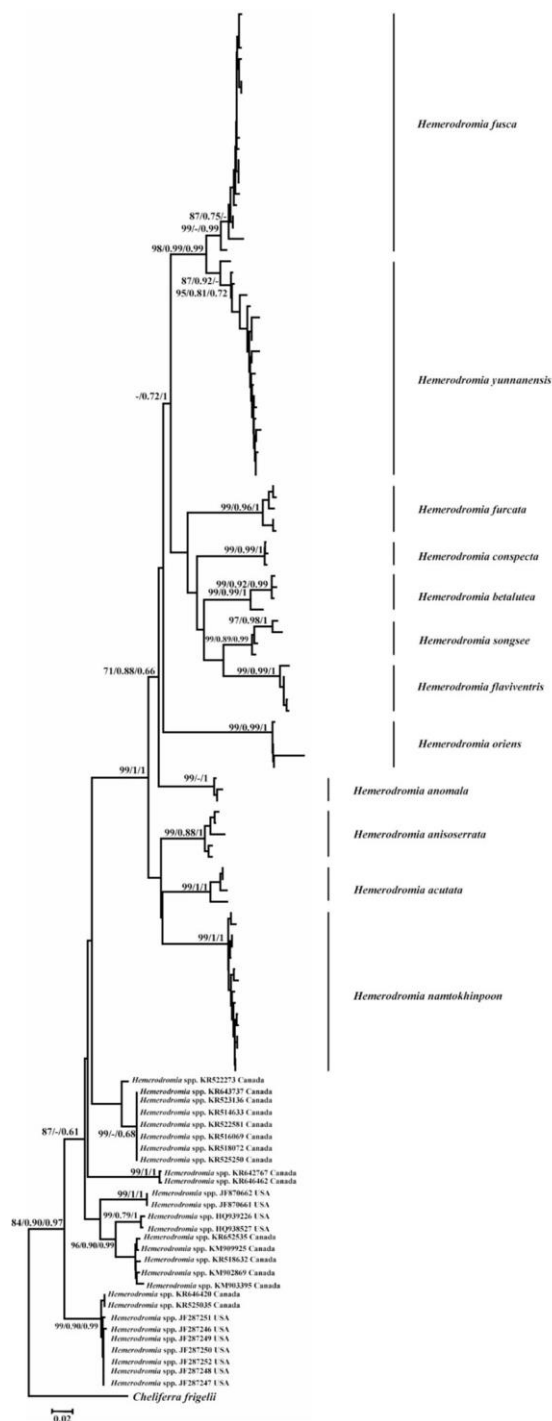 Hemerodromia fusca
87/0.75/-
99/-/0.99
98/0.99/0.99
87/0.92/-
95/0.81/0.72
Hemerodromia yunnanensis
-/0.72/1
99/0.96/1
Hemerodromia furcata
99/0.99/1
Hemerodromia conspecta
99/0.92/0.99
99/0.99/1
Hemerodromia betalutea
97/0.98/1
99/0.89/0.99
Hemerodromia songsee
99/0.99/1
Hemerodromia flaviventris
71/0.88/0.66
99/0.99/1
Hemerodromia oriens
99/1/1
99/-/1
Hemerodromia anomala
99/0.88/1
Hemerodromia anisoserrata
99/1/1
Hemerodromia acutata
99/1/1
Hemerodromia namtokhinpoon
Hemerodromia spp. KR522273 Canada
Hemerodromia spp. KR643737 Canada
Hemerodromia spp. KR523136 Canada
Hemerodromia spp. KR514633 Canada
Hemerodromia spp. KR522581 Canada
87/-/0.61
99/-/0.68
Hemerodromia spp. KR516069 Canada
Hemerodromia spp. KR518072 Canada
Hemerodromia spp. KR525250 Canada
99/1/1
Hemerodromia spp. KR642767 Canada
Hemerodromia spp. KR646462 Canada
99/1/1
Hemerodromia spp. JF870662 USA
Hemerodromia spp. JF870661 USA
99/0.79/1
Hemerodromia spp. HQ939226 USA
84/0.90/0.97
Hemerodromia spp. HQ938527 USA
96/0.90/0.99
Hemerodromia spp. KR652535 Canada
Hemerodromia spp. KM909925 Canada
Hemerodromia spp. KR518632 Canada
Hemerodromia spp. KM902869 Canada
Hemerodromia spp. KM903395 Canada
Hemerodromia spp. KR646420 Canada
Hemerodromia spp. KR525035 Canada
99/0.90/0.99
Hemerodromia spp. JF287251 USA
Hemerodromia spp. JF287246 USA
Hemerodromia spp. JF287249 USA
Hemerodromia spp. JF287250 USA
Hemerodromia spp. JF287252 USA
Hemerodromia spp. JF287248 USA
Hemerodromia spp. JF287247 USA
Cheliferra frigelii
0.02